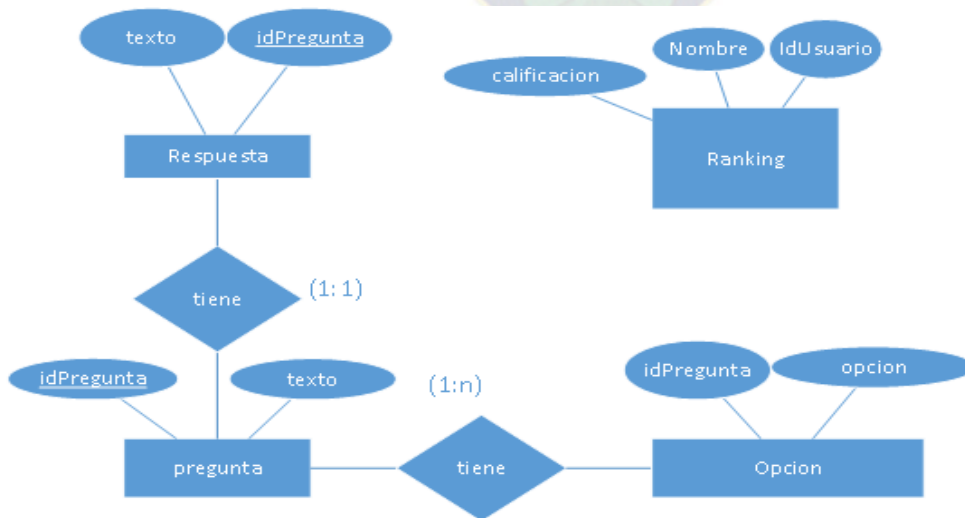 texto
idPregunta
Nombre
IdUsuario
calificacion
Respuesta
Ranking
tiene
(1:1)
idPregunta
texto
(1:n)
idPregunta
opcion
pregunta
tiene
Opcion